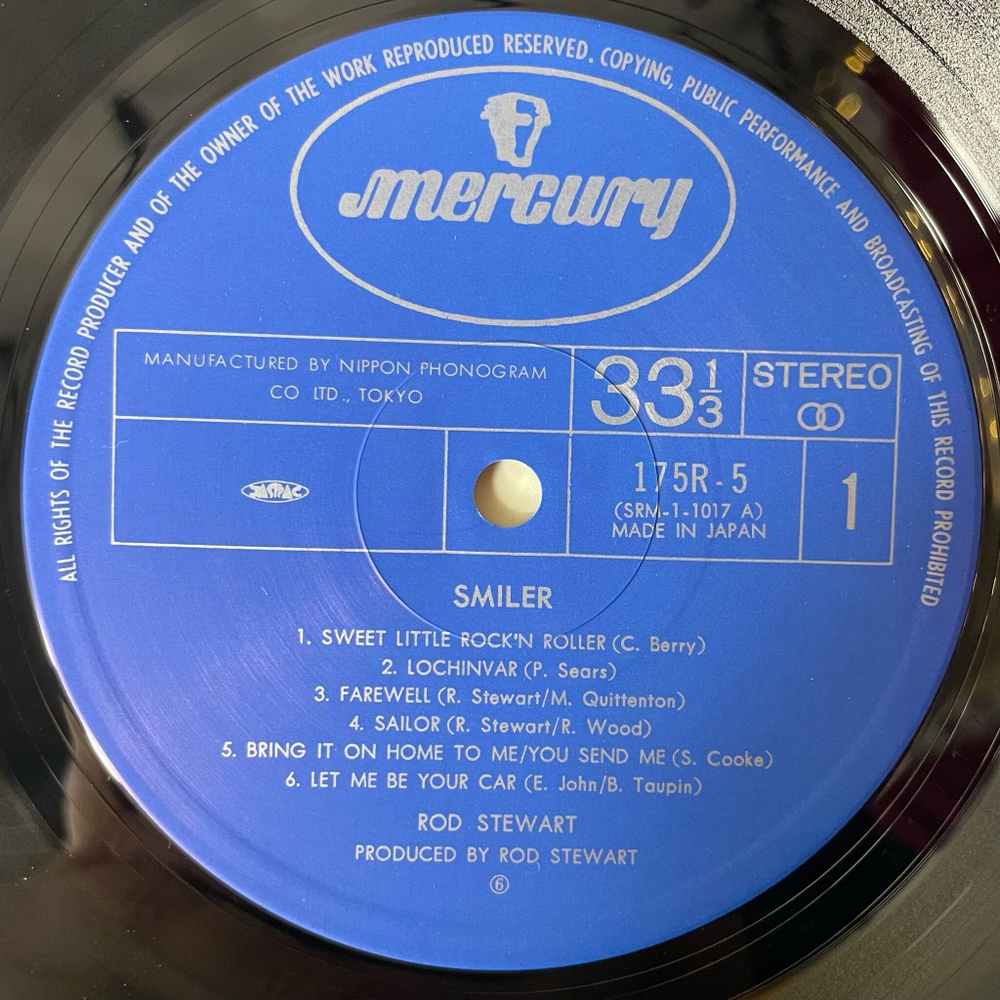 ALL RIGHTS OF THE RECORD PRODUCER AND OF THE OWNER OF THE WORK REPRODUCED RESERVED. COPYING, PUBLIC PERFORMANCE AND BROADCASTING OF THIS RECORD PROHIBITED
mercury
MANUFACTURED BY NIPPON PHONOGRAM
CO LTD., TOKYO
33 1/3
STEREO
JASRAC
175R-5
(SRM-1-1017 A)
MADE IN JAPAN
1
SMILER
1. SWEET LITTLE ROCK'N ROLLER (C. Berry)
2. LOCHINVAR (P. Sears)
3. FAREWELL (R. Stewart/M. Quittenton)
4. SAILOR (R. Stewart/R. Wood)
5. BRING IT ON HOME TO ME/YOU SEND ME (S. Cooke)
6. LET ME BE YOUR CAR (E. John/B. Taupin)
ROD STEWART
PRODUCED BY ROD STEWART
⑥